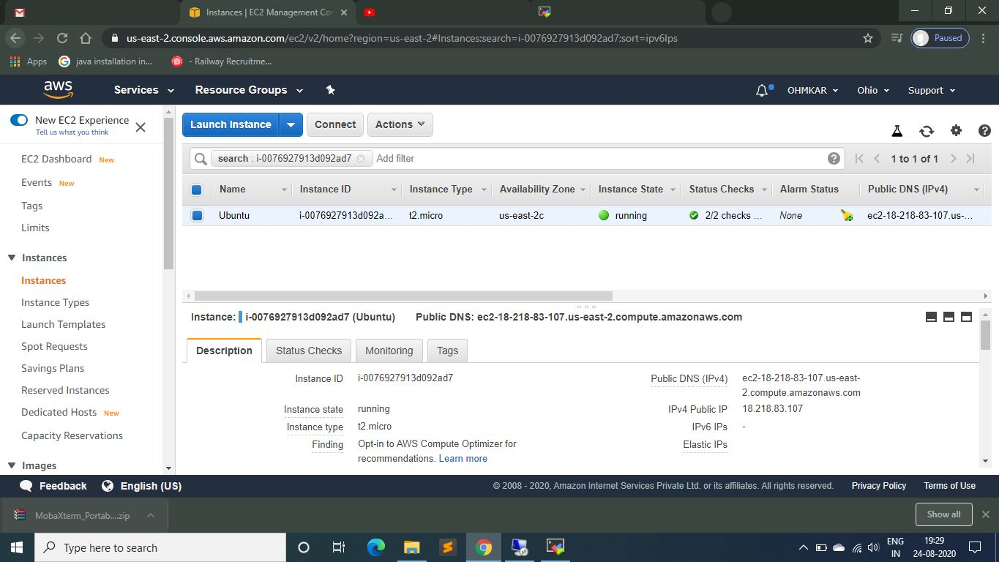 Instances | EC2 Management Con
us-east-2.console.aws.amazon.com/ec2/v2/home?region=us-east-2#Instances:search=i-0076927913d092ad7;sort=ipv6Ips
Paused
Apps
java installation in...
- Railway Recruitme...
aws
Services
Resource Groups
OHMKAR
Ohio
Support
New EC2 Experience
Tell us what you think
EC2 Dashboard New
Events New
Tags
Limits
Instances
Instances
Instance Types
Launch Templates
Spot Requests
Savings Plans
Reserved Instances
Dedicated Hosts New
Capacity Reservations
Images
Launch Instance
Connect
Actions
search : i-0076927913d092ad7
Add filter
1 to 1 of 1
Name
Instance ID
Instance Type
Availability Zone
Instance State
Status Checks
Alarm Status
Public DNS (IPv4)
Ubuntu
i-0076927913d092a...
t2.micro
us-east-2c
running
2/2 checks ...
None
ec2-18-218-83-107.us-...
Instance: i-0076927913d092ad7 (Ubuntu)
Public DNS: ec2-18-218-83-107.us-east-2.compute.amazonaws.com
Description
Status Checks
Monitoring
Tags
Instance ID
i-0076927913d092ad7
Instance state
running
Instance type
t2.micro
Finding
Opt-in to AWS Compute Optimizer for
recommendations. Learn more
Public DNS (IPv4)
ec2-18-218-83-107.us-east-
2.compute.amazonaws.com
IPv4 Public IP
18.218.83.107
IPv6 IPs
-
Elastic IPs
Feedback
English (US)
© 2008 - 2020, Amazon Internet Services Private Ltd. or its affiliates. All rights reserved.
Privacy Policy
Terms of Use
MobaXterm_Portab....zip
Show all
Type here to search
ENG
IN
19:29
24-08-2020